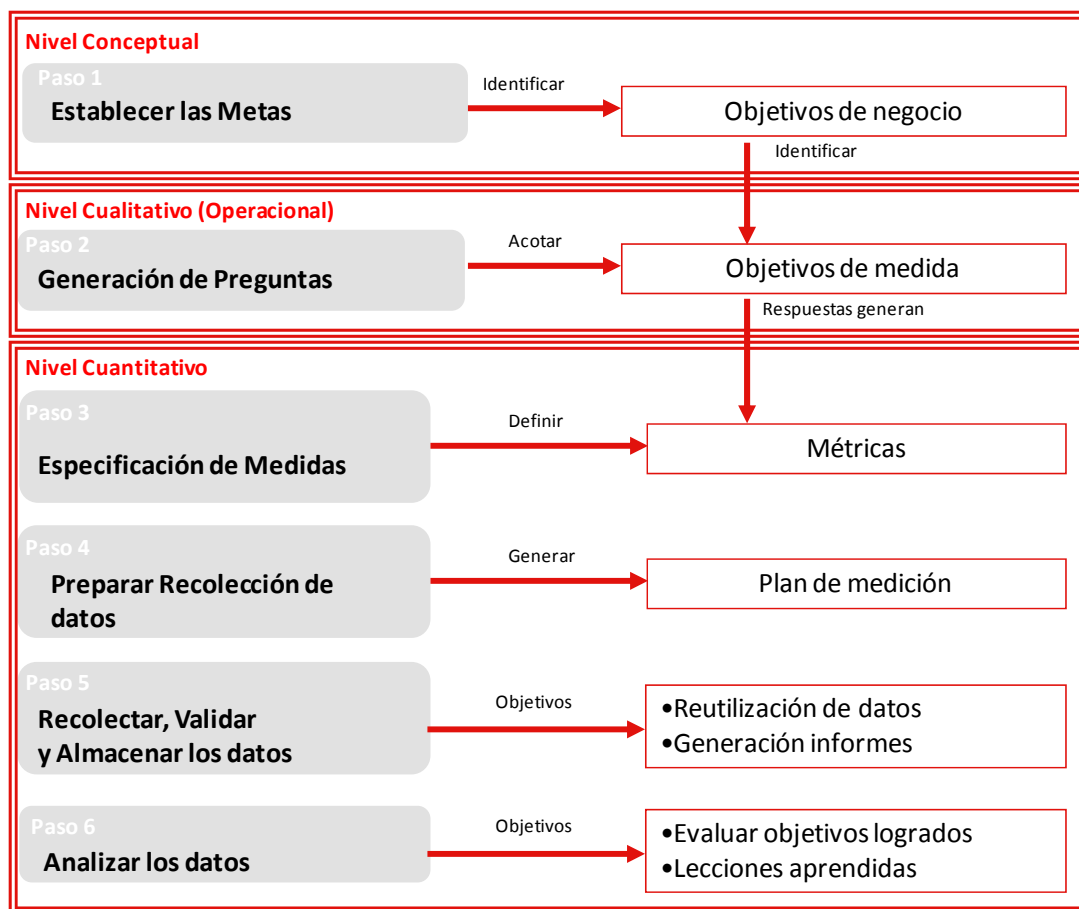 Nivel Conceptual
Paso 1
Establecer las Metas
Identificar
Objetivos de negocio
Identificar
Nivel Cualitativo (Operacional)
Paso 2
Generación de Preguntas
Acotar
Objetivos de medida
Respuestas generan
Nivel Cuantitativo
Paso 3
Especificación de Medidas
Definir
Métricas
Paso 4
Preparar Recolección de
datos
Generar
Plan de medición
Paso 5
Recolectar, Validar
y Almacenar los datos
Objetivos
•Reutilización de datos
•Generación informes
Paso 6
Analizar los datos
Objetivos
•Evaluar objetivos logrados
•Lecciones aprendidas